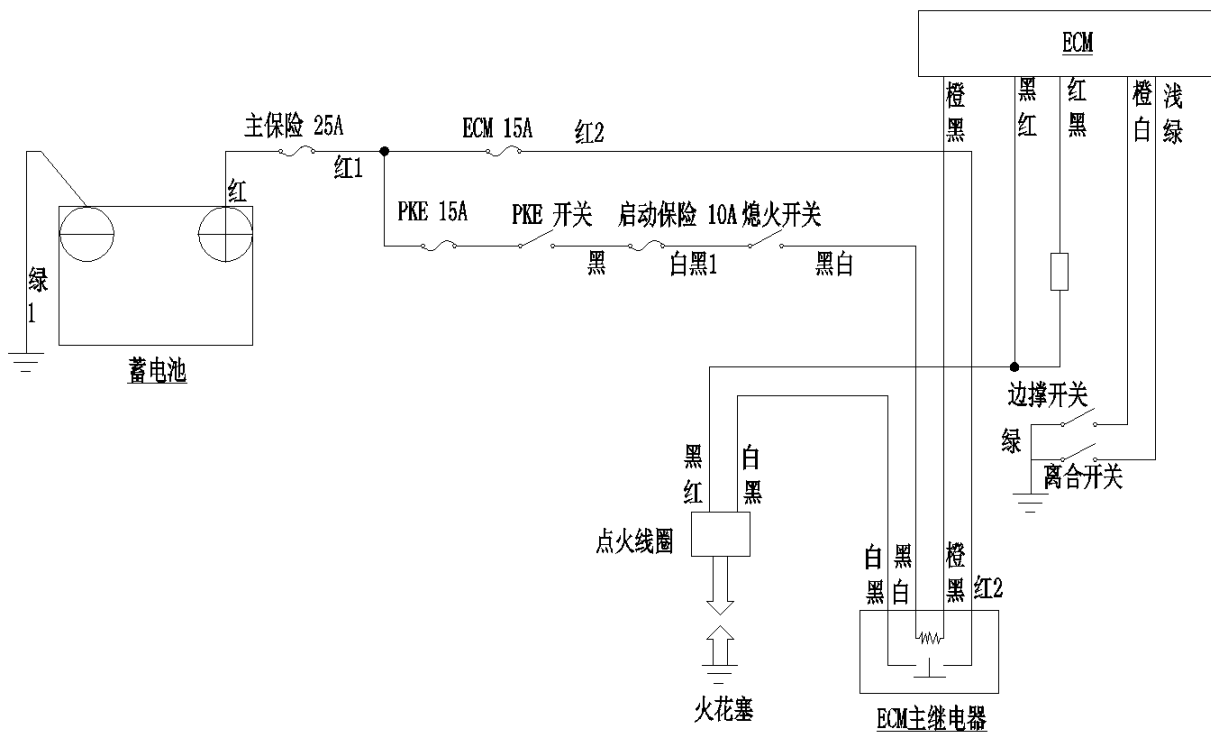 ECM
橙黑
黑红
红黑
橙白
浅绿
主保险 25A
ECM 15A
红2
红1
红
PKE 15A
PKE 开关
启动保险 10A
熄火开关
黑
白黑1
黑白
绿1
蓄电池
边撑开关
绿
离合开关
黑红
白黑
点火线圈
白黑
黑白
橙黑
红2
火花塞
ECM主继电器